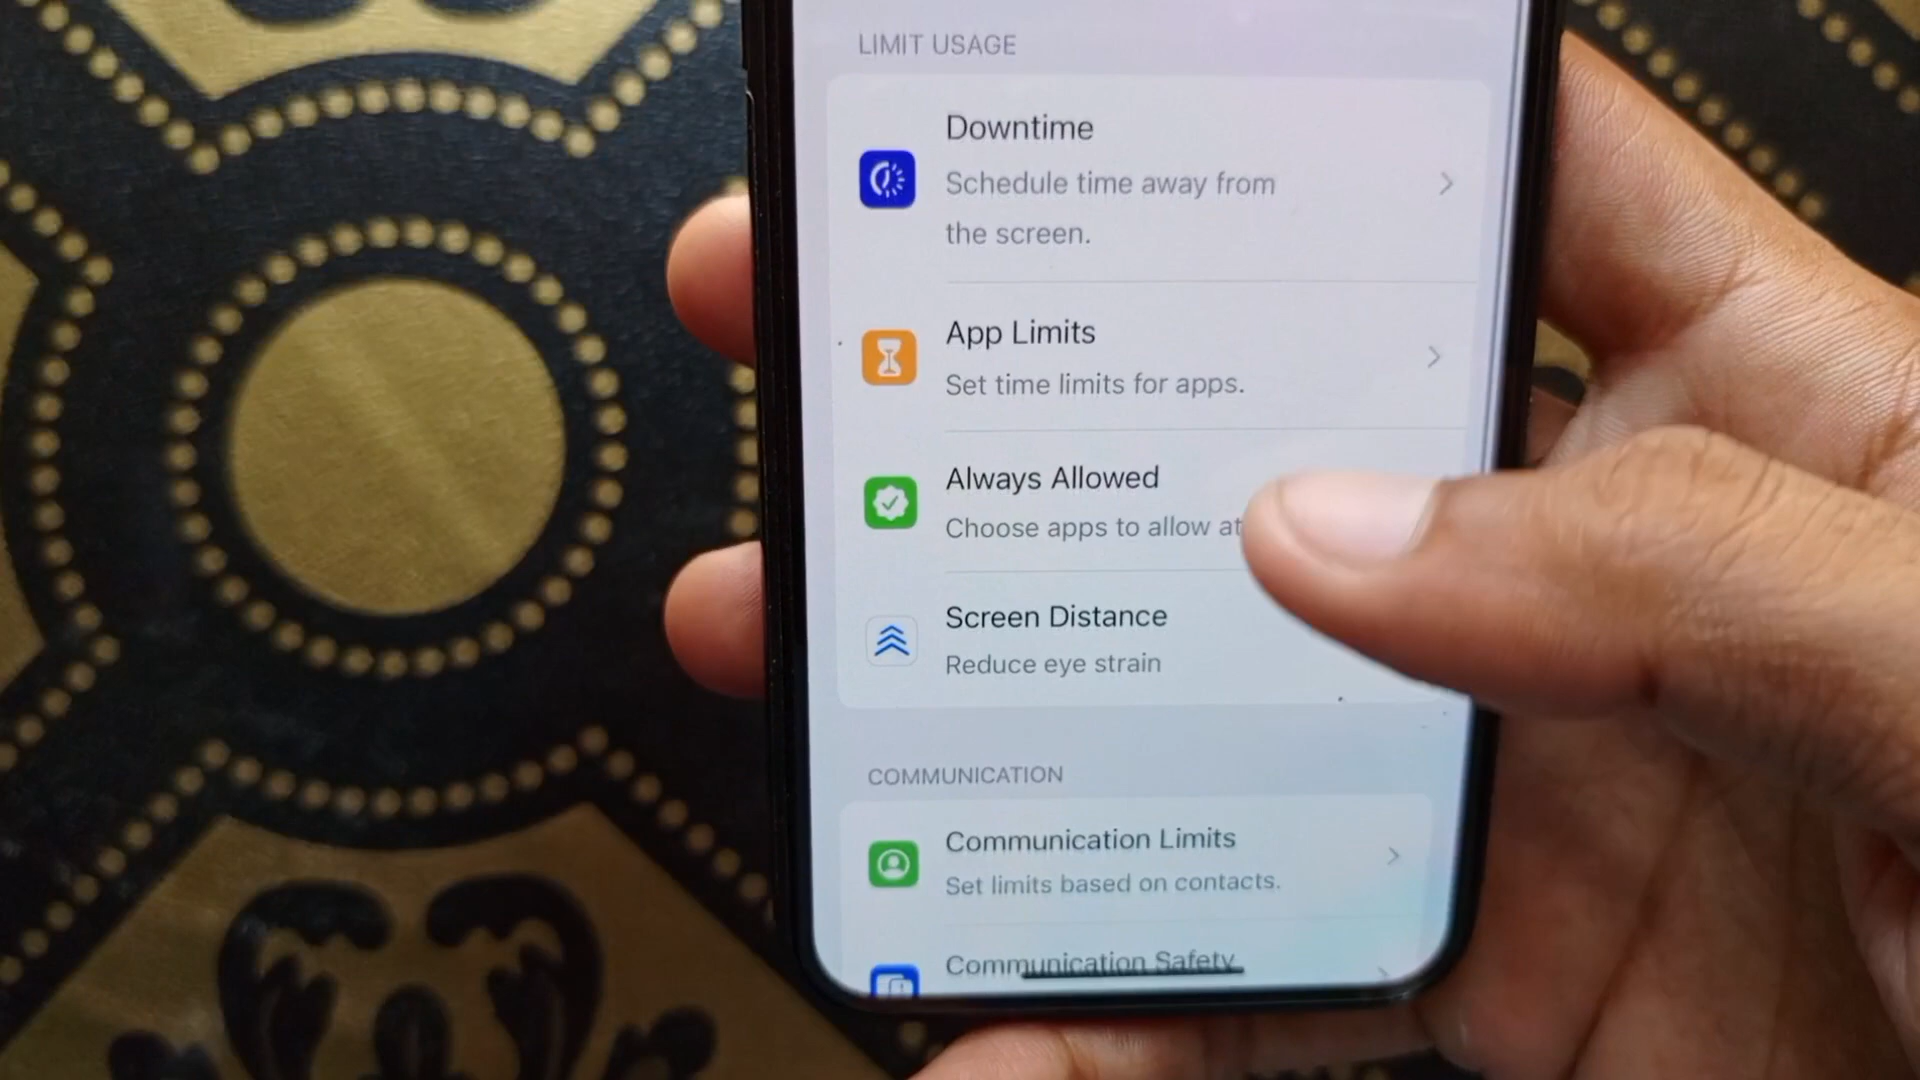 LIMIT USAGE
Downtime
Schedule time away from
the screen.
App Limits
Set time limits for apps.
Always Allowed
Choose apps to allow at
Screen Distance
Reduce eye strain
COMMUNICATION
Communication Limits
Set limits based on contacts.
Communication Safety